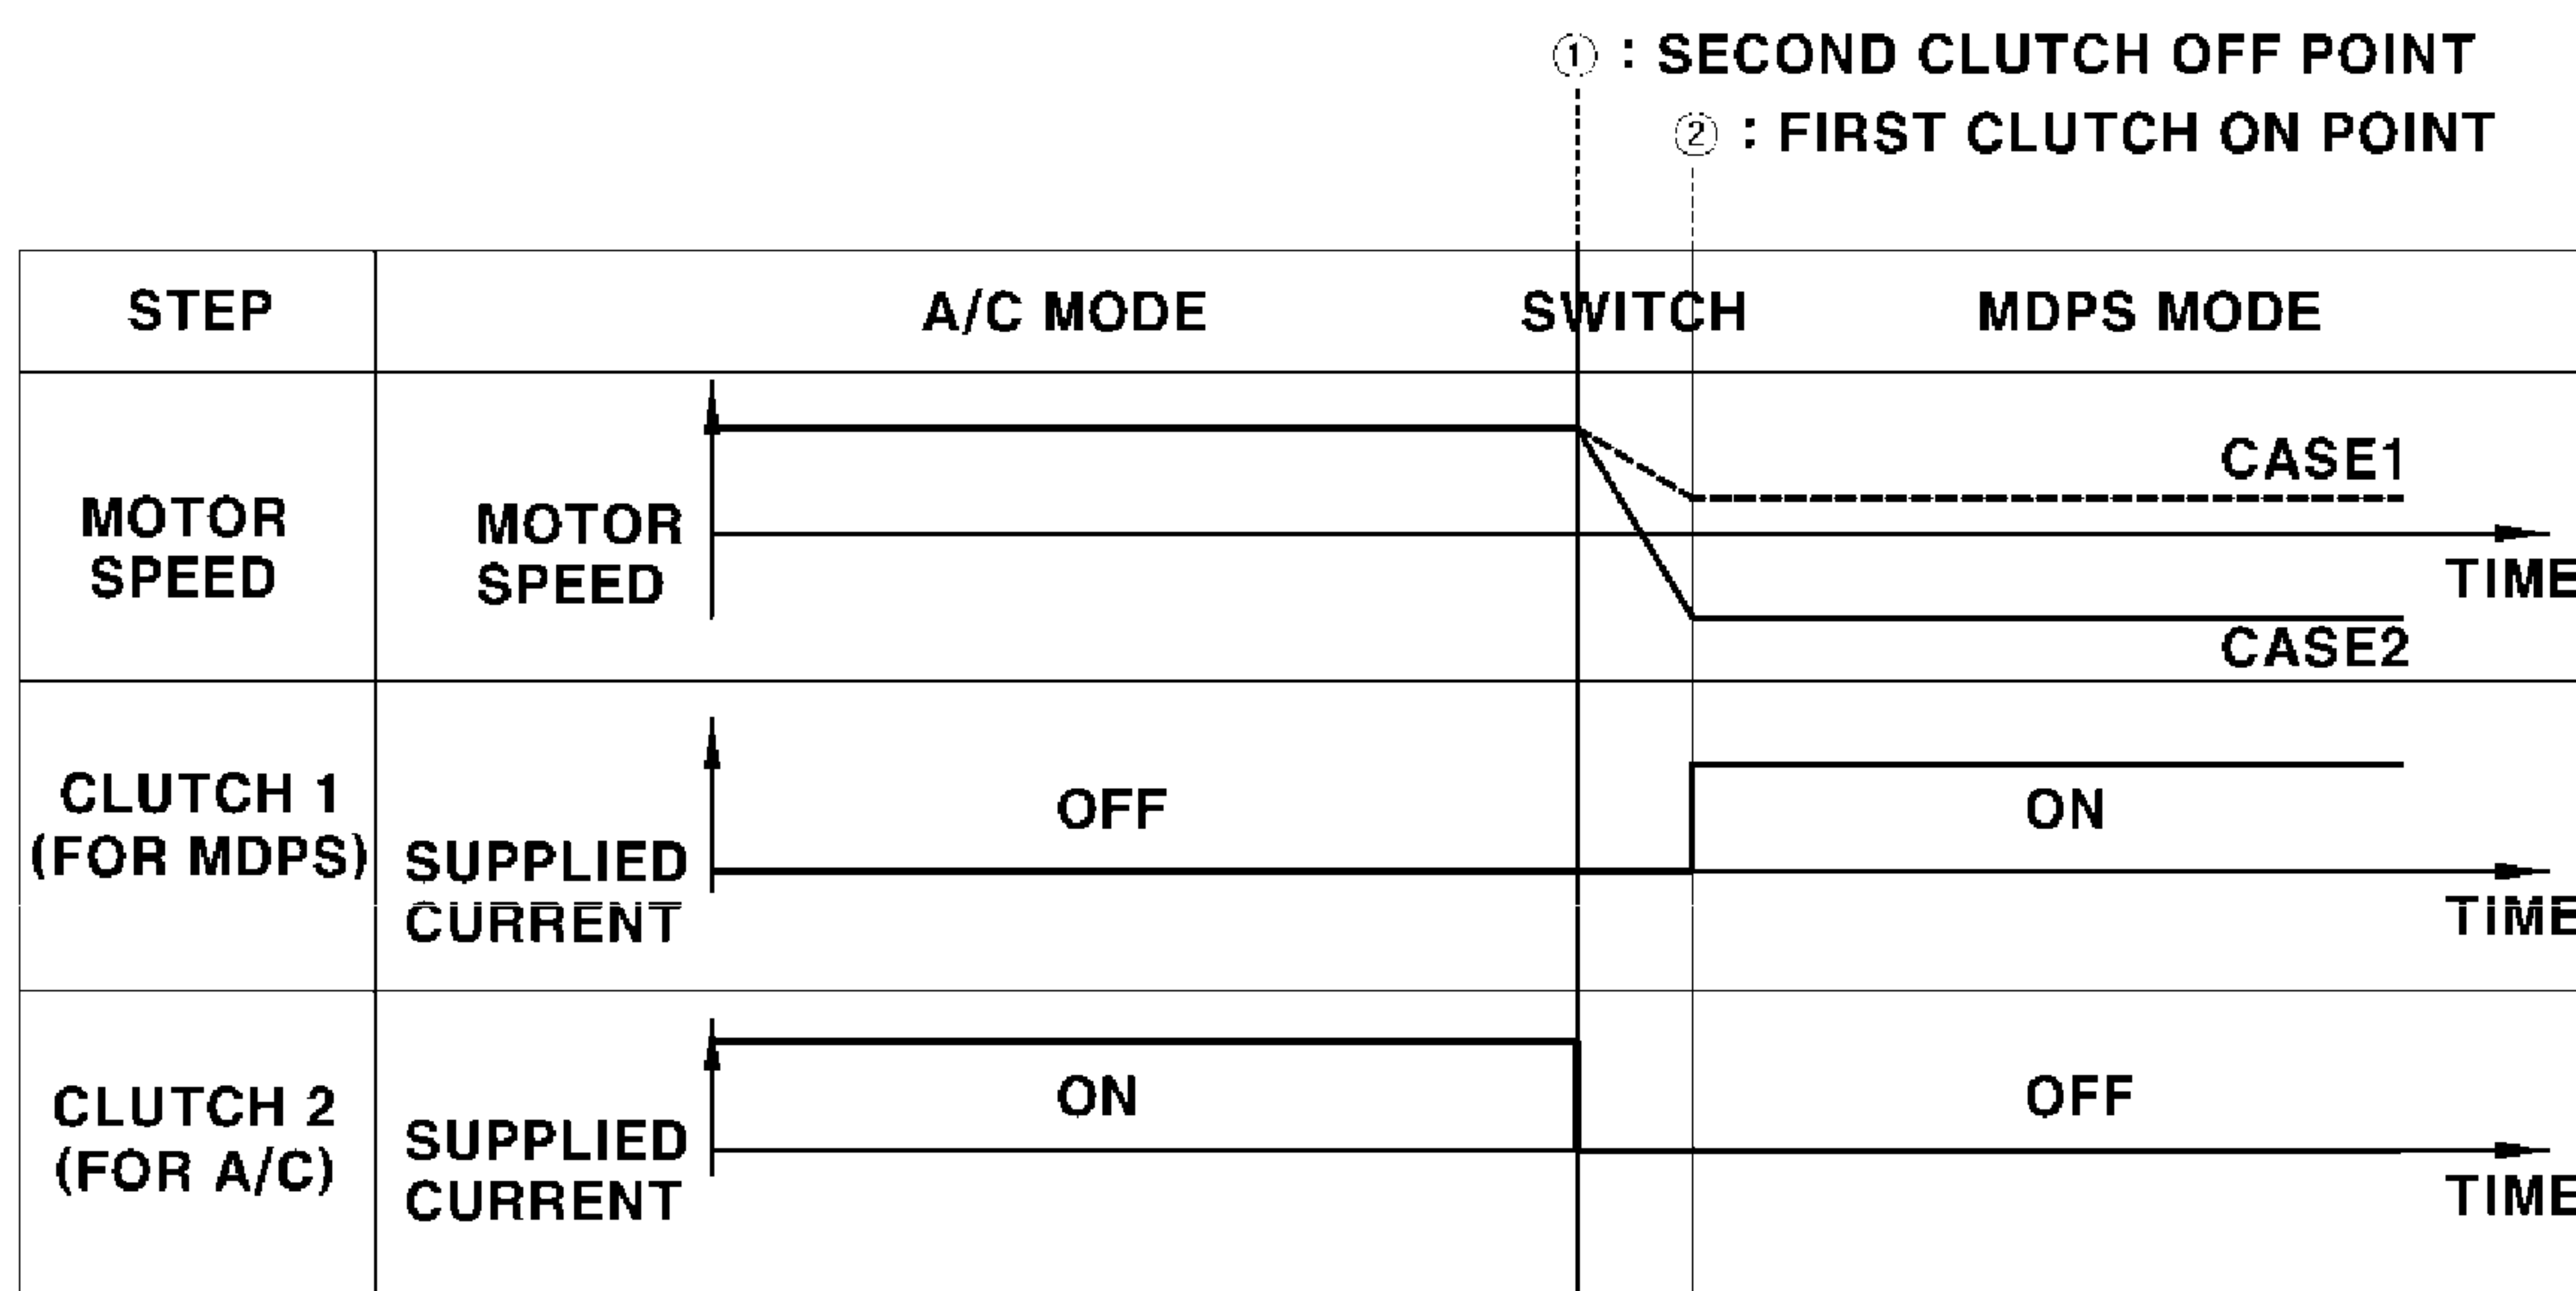 ① : SECOND CLUTCH OFF POINT
② : FIRST CLUTCH ON POINT
STEP
A/C MODE
SWITCH
MDPS MODE
MOTOR
SPEED
MOTOR
SPEED
CASE1
TIME
CASE2
CLUTCH 1
(FOR MDPS)
SUPPLIED
CURRENT
OFF
ON
TIME
CLUTCH 2
(FOR A/C)
SUPPLIED
CURRENT
ON
OFF
TIME